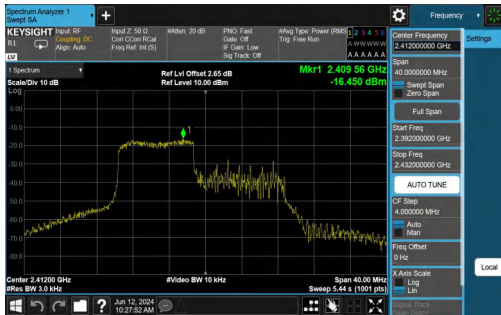 Spectrum Analyzer 1
Swept SA
Frequency
KEYSIGHT
RL
LM
Input: RF
Coupling: DC
Align: Auto
Input Z: 50 Ω
Corr CCorr RCal
Freq Ref: Int (S)
#Atten: 20 dB
PNO: Fast
Gate: Off
IF Gain: Low
Sig Track: Off
#Avg Type: Power (RMS
Trig: Free Run
1 2 3 4 5 6
A W W W W W
A A A A A A
1 Spectrum
Scale/Div 10 dB
Log
Ref Lvl Offset 2.65 dB
Ref Level 10.00 dBm
Mkr1 2.409 56 GHz
-16.450 dBm
1
0.00
-10.0
-20.0
-30.0
-40.0
-50.0
-60.0
-80.0
Center 2.41200 GHz
#Res BW 3.0 kHz
#Video BW 10 kHz
Span 40.00 MHz
Sweep 5.44 s (1001 pts)
Jun 12, 2024
10:27:52 AM
?
Center Frequency
2.412000000 GHz
Span
40.0000000 MHz
Swept Span
Zero Span
Full Span
Start Freq
2.392000000 GHz
Stop Freq
2.432000000 GHz
AUTO TUNE
CF Step
4.000000 MHz
Auto
Man
Freq Offset
0 Hz
X Axis Scale
Log
Lin
Signal Track
Settings
Local